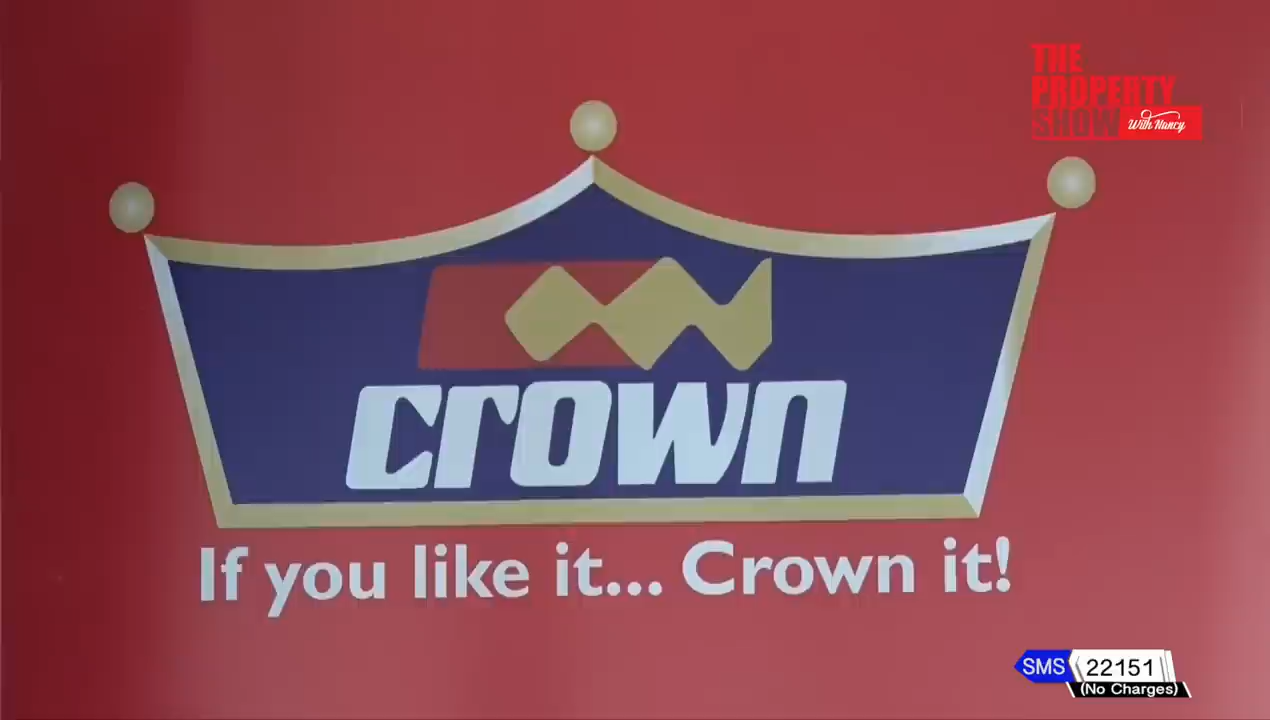 THE
PROPERTY
SHOW With Nancy
crown
If you like it... Crown it!
SMS 22151
(No Charges)